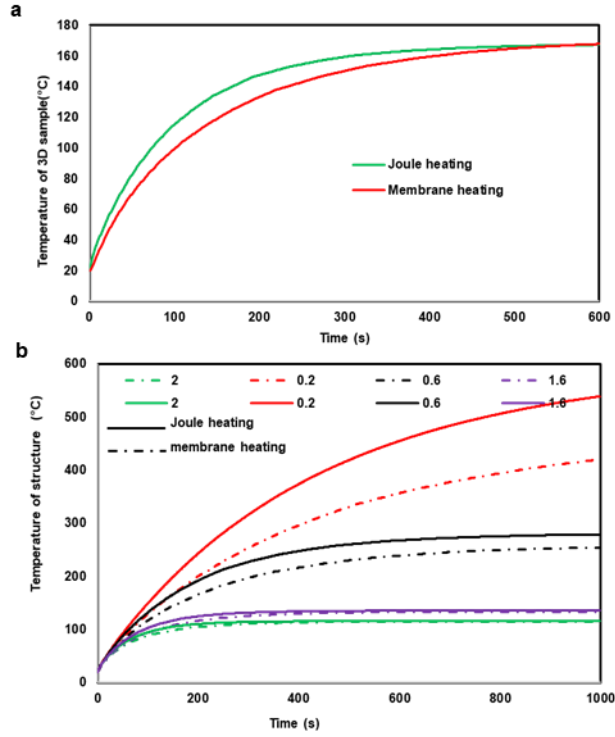 a
180
160
140
120
100
80
60
40
20
0
Temperature of 3D sample(°C)
Joule heating
Membrane heating
0 100 200 300 400 500 600
Time (s)
b
600
500
400
300
200
100
0
Temperature of structure (°C)
2 0.2 0.6 1.6
2 0.2 0.6 1.6
Joule heating
membrane heating
0 200 400 600 800 1000
Time (s)